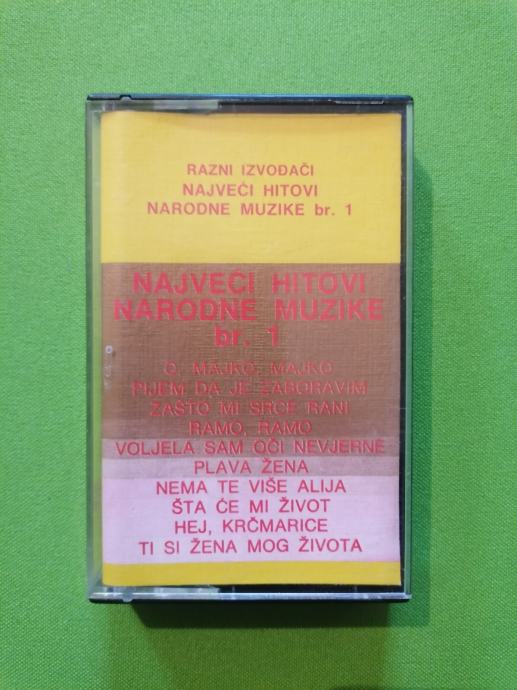 RAZNI IZVOĐAČI
NAJVEĆI HITOVI
NARODNE MUZIKE br. 1
NAJVEĆI HITOVI
NARODNE MUZIKE
br. 1
O, MAJKO, MAJKO
PIJEM DA JE ZABORAVIM
ZAŠTO MI SRCE RANI
RAMO, RAMO
VOLJELA SAM OČI NEVJERNE
PLAVA ŽENA
NEMA TE VIŠE ALIJA
ŠTA ĆE MI ŽIVOT
HEJ, KRČMARICE
TI SI ŽENA MOG ŽIVOTA